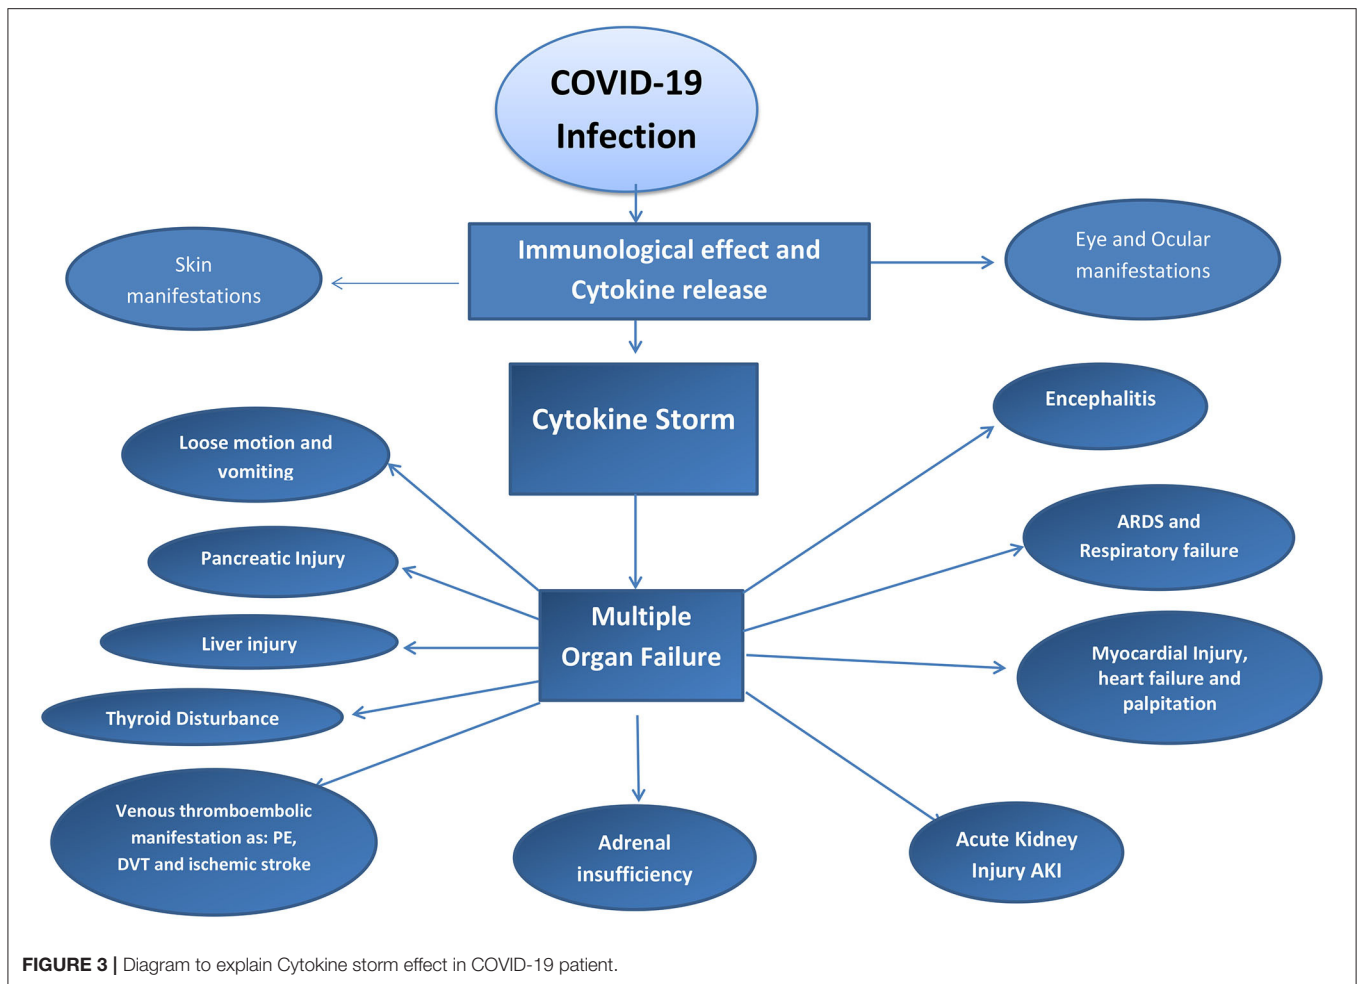 COVID-19
Infection
Immunological effect and
Cytokine release
Skin
manifestations
Eye and Ocular
manifestations
Cytokine Storm
Encephalitis
Loose motion and
vomiting
ARDS and
Respiratory failure
Pancreatic Injury
Multiple
Organ Failure
Liver injury
Myocardial Injury,
heart failure and
palpitation
Thyroid Disturbance
Venous thromboembolic
manifestation as: PE,
DVT and ischemic stroke
Adrenal
insufficiency
Acute Kidney
Injury AKI
FIGURE 3 | Diagram to explain Cytokine storm effect in COVID-19 patient.